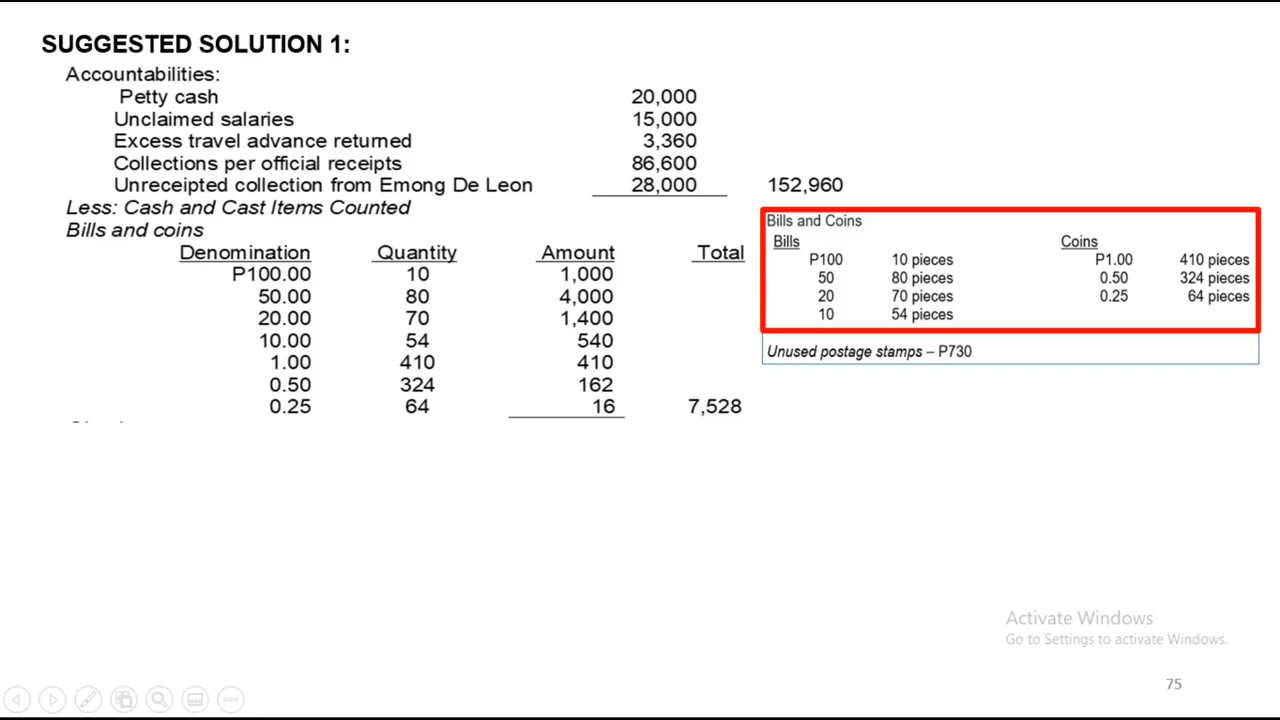 SUGGESTED SOLUTION 1:
Accountabilities:
Petty cash 20,000
Unclaimed salaries 15,000
Excess travel advance returned 3,360
Collections per official receipts 86,600
Unreceipted collection from Emong De Leon 28,000 152,960
Less: Cash and Cast Items Counted
Bills and coins
Denomination Quantity Amount Total
P100.00 10 1,000
50.00 80 4,000
20.00 70 1,400
10.00 54 540
1.00 410 410
0.50 324 162
0.25 64 16 7,528
Bills and Coins
Bills Coins
P100 10 pieces P1.00 410 pieces
50 80 pieces 0.50 324 pieces
20 70 pieces 0.25 64 pieces
10 54 pieces
Unused postage stamps – P730
Activate Windows
Go to Settings to activate Windows.
75